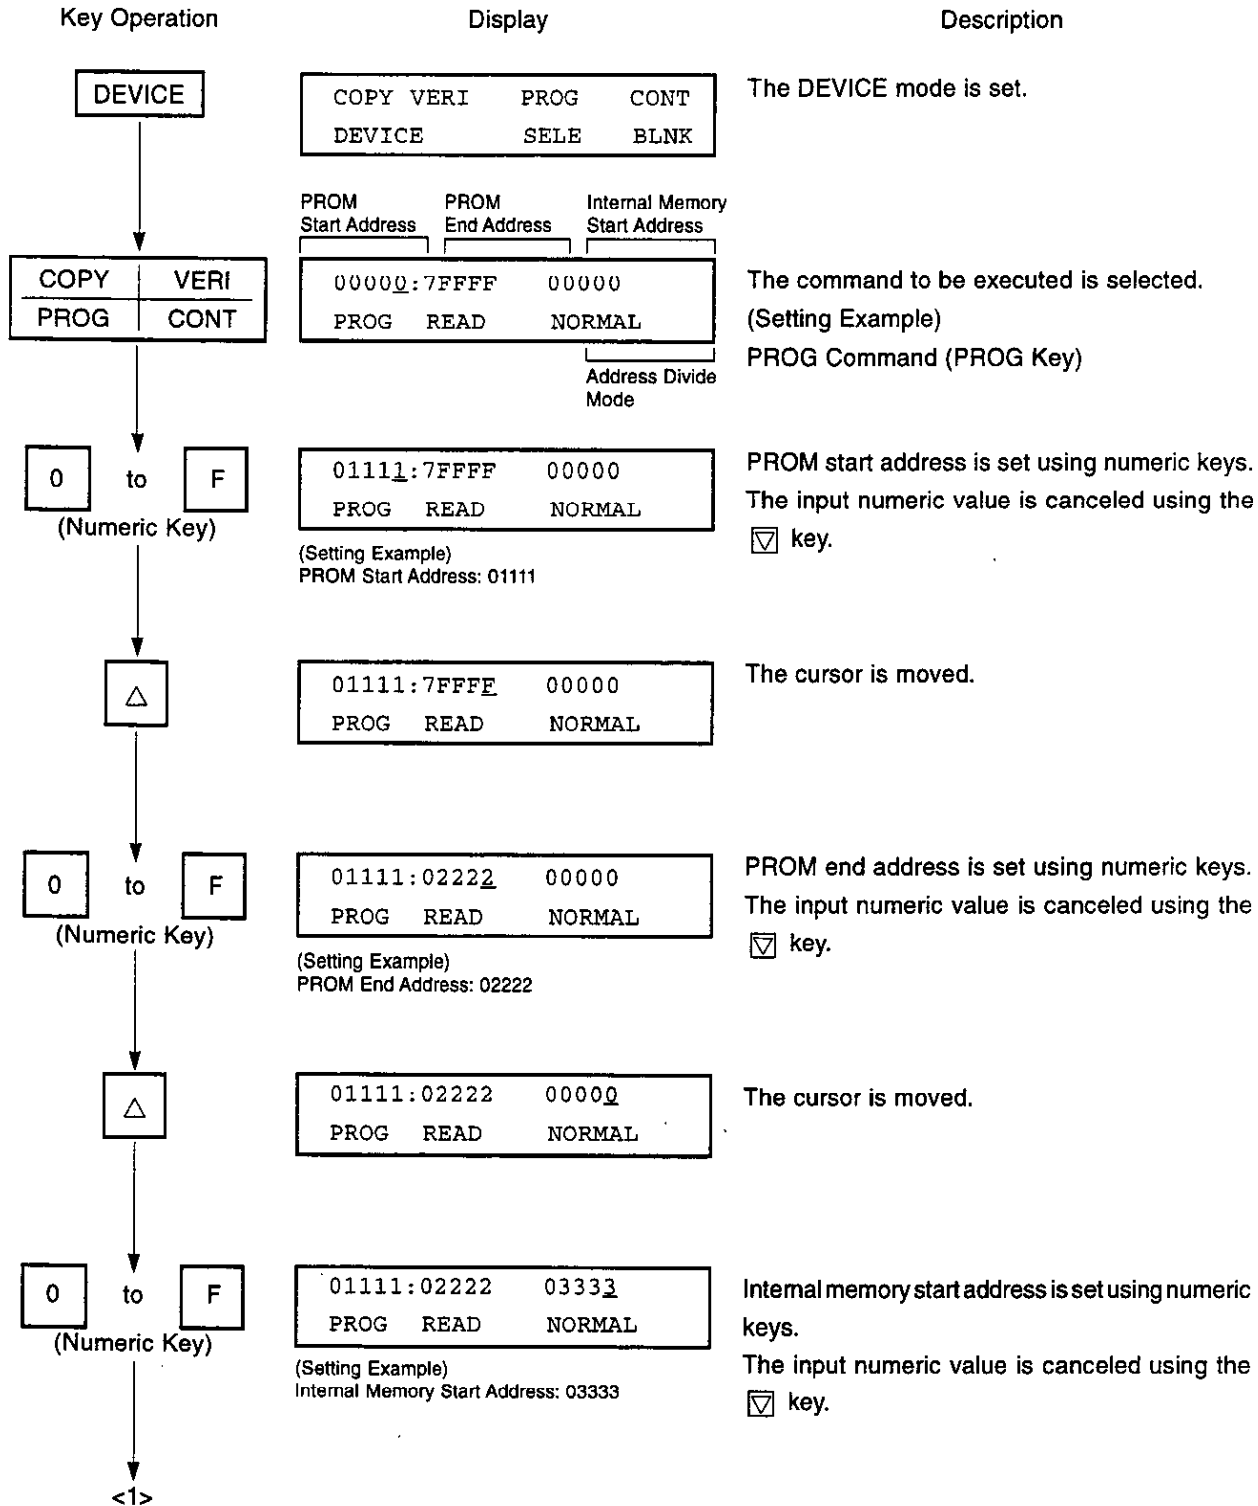 Key Operation Display Description
DEVICE
COPY VERI PROG CONT
DEVICE SELE BLNK
The DEVICE mode is set.
PROM Start Address
PROM End Address
Internal Memory Start Address
COPY VERI
PROG CONT
00000:7FFFF 00000
PROG READ NORMAL
Address Divide Mode
The command to be executed is selected.
(Setting Example)
PROG Command (PROG Key)
0 to F
(Numeric Key)
01111:7FFFF 00000
PROG READ NORMAL
(Setting Example)
PROM Start Address: 01111
PROM start address is set using numeric keys.
The input numeric value is canceled using the
▽ key.
△
01111:7FFFF 00000
PROG READ NORMAL
The cursor is moved.
0 to F
(Numeric Key)
01111:02222 00000
PROG READ NORMAL
(Setting Example)
PROM End Address: 02222
PROM end address is set using numeric keys.
The input numeric value is canceled using the
▽ key.
△
01111:02222 00000
PROG READ NORMAL
The cursor is moved.
0 to F
(Numeric Key)
01111:02222 03333
PROG READ NORMAL
(Setting Example)
Internal Memory Start Address: 03333
Internal memory start address is set using numeric
keys.
The input numeric value is canceled using the
▽ key.
<1>